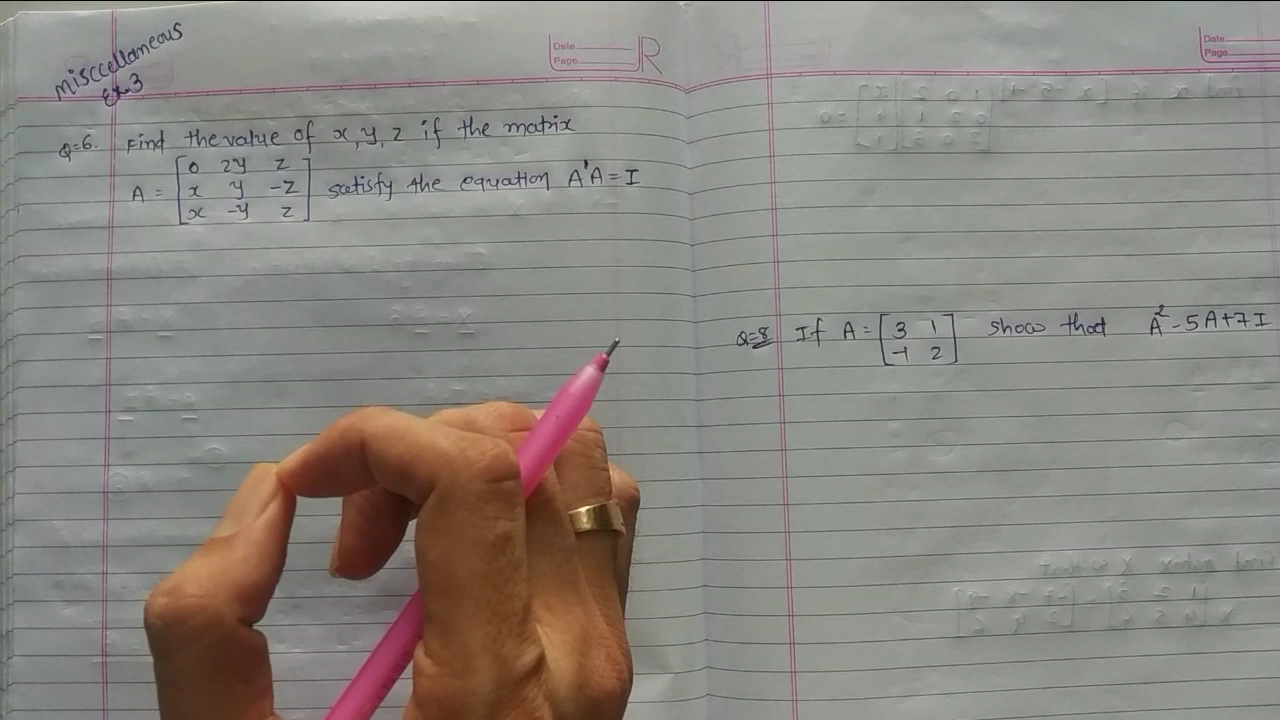 Misccellaneous
Ex.3
Date
Page
R
Q=6. Find the value of x, y, z if the matrix
A = [0 2y z
x y -z
x -y z] satisfy the equation A'A = I
Date
Page
Q=8 If A = [3 1
-1 2] show that A² - 5A + 7I